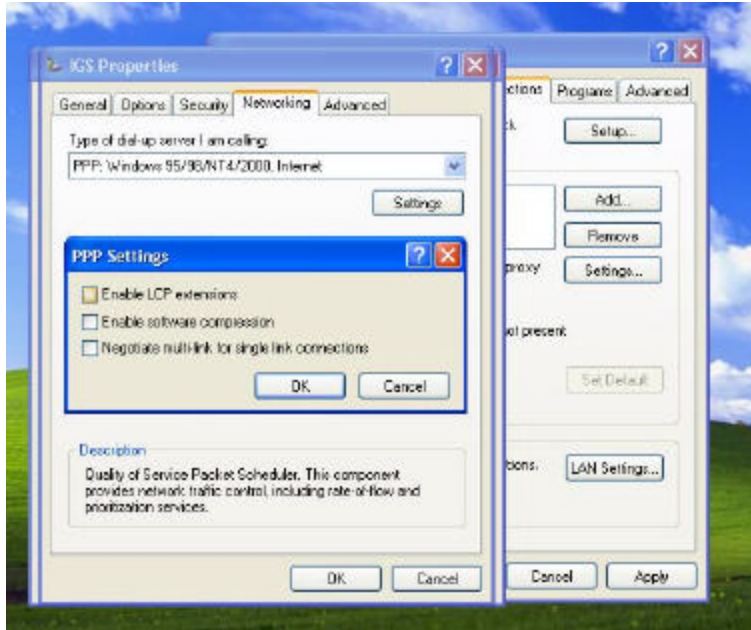 IGS Properties
General Options Security Networking Advanced
Type of dial-up server I am calling:
PPP: Windows 95/98/NT4/2000, Internet
Settings
PPP Settings
Enable LCP extensions
Enable software compression
Negotiate multi-link for single link connections
OK Cancel
Description
Quality of Service Packet Scheduler. This component
provides network traffic control, including rate-of-flow and
prioritization services.
OK Cancel
ctions Programs Advanced
Setup...
Add...
Remove
proxy Settings...
ot present
Set Default
tions. LAN Settings...
Cancel Apply